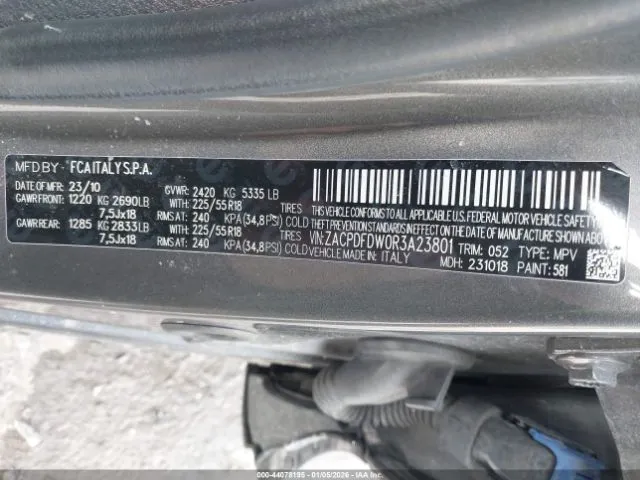 MFD BY - FCA ITALY S.P.A.
DATE OF MFR: 23/10 GVWR: 2420 KG 5335 LB
GAWR FRONT: 1220 KG 2690LB WITH: 225/55R18 TIRES
7,5Jx18 RMS AT: 240 KPA(34,8PSI) COLD
GAWR REAR: 1285 KG 2833LB WITH: 225/55R18 TIRES
7,5Jx18 RMS AT: 240 KPA(34,8PSI) COLD
THIS VEHICLE CONFORMS TO ALL APPLICABLE U.S. FEDERAL MOTOR VEHICLE SAFETY,
THEFT PREVENTION STANDARDS IN EFFECT ON THE DATE OF MANUFACTURE SHOWN ABOVE
VIN: ZACPDFDW0R3A23801 TRIM: 052 TYPE: MPV
VEHICLE MADE IN: ITALY MDH: 231018 PAINT: 581
000-44078195 - 01/05/2026 - IAAI.COM